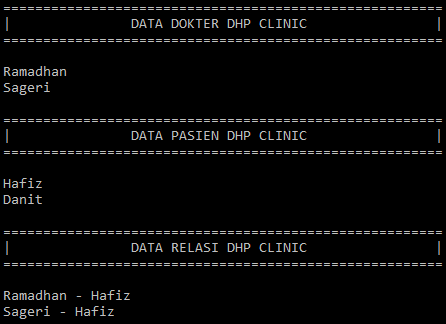 ======================================================
|               DATA DOKTER DHP CLINIC                |
======================================================
Ramadhan
Sageri
======================================================
|               DATA PASIEN DHP CLINIC                |
======================================================
Hafiz
Danit
======================================================
|               DATA RELASI DHP CLINIC                |
======================================================
Ramadhan - Hafiz
Sageri - Hafiz